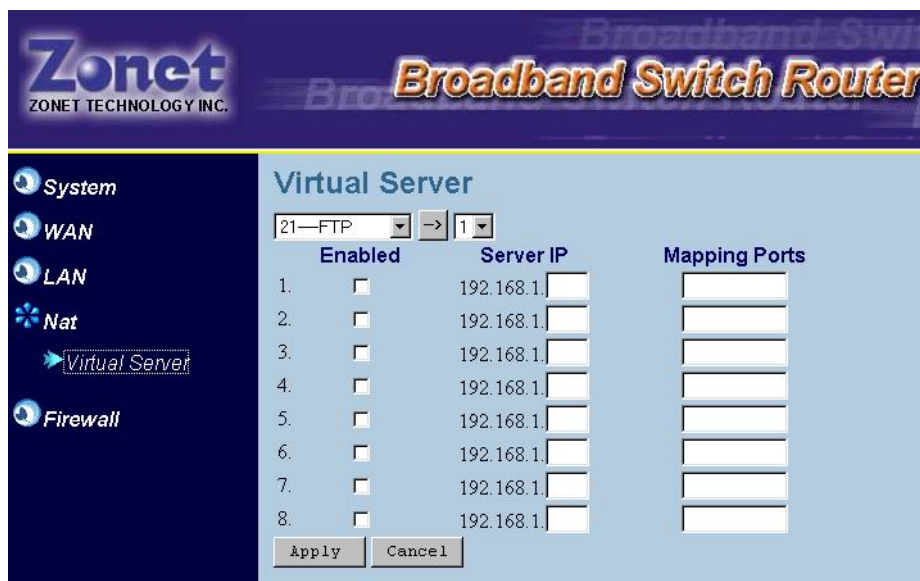 Zonet
ZONET TECHNOLOGY INC.
Broadband Switch Router
System
WAN
LAN
Nat
Virtual Server
Firewall
Virtual Server
21—FTP -> 1
Enabled Server IP Mapping Ports
1. 192.168.1.
2. 192.168.1.
3. 192.168.1.
4. 192.168.1.
5. 192.168.1.
6. 192.168.1.
7. 192.168.1.
8. 192.168.1.
Apply Cancel